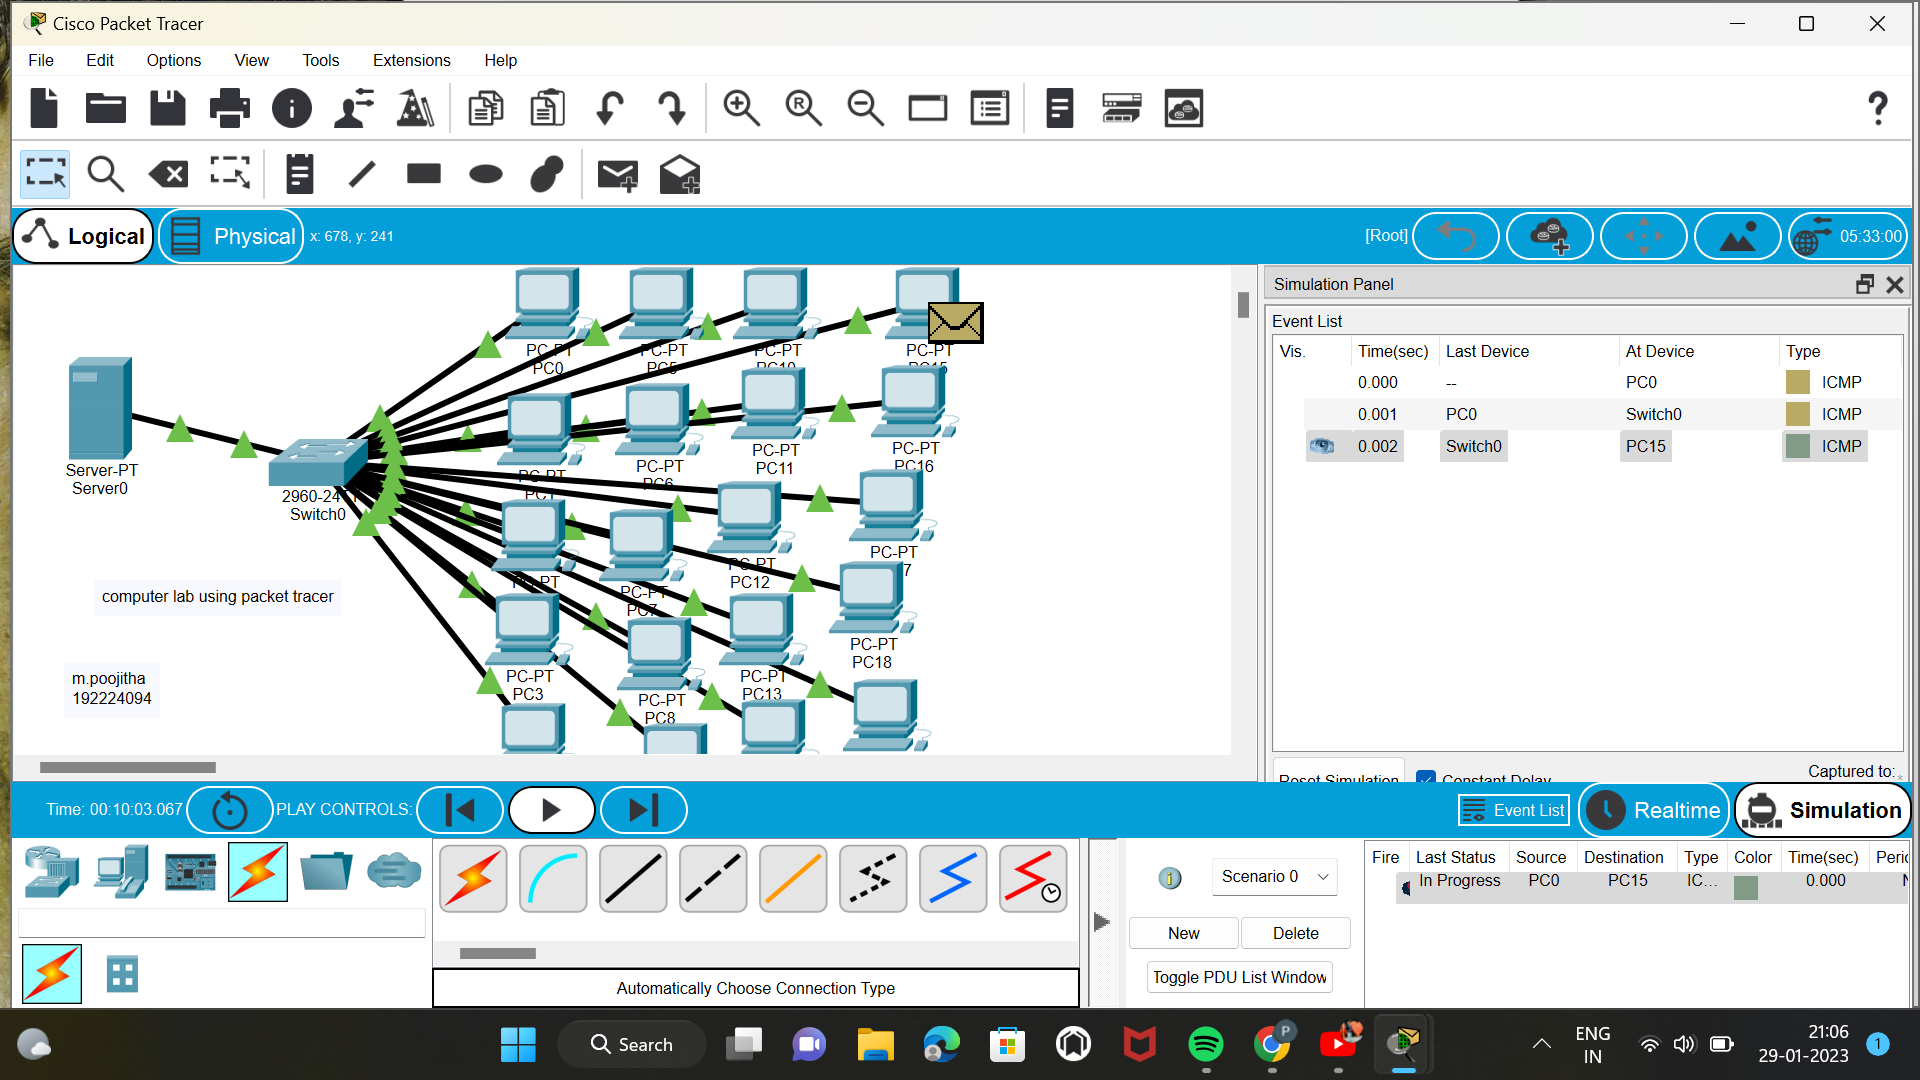 Cisco Packet Tracer
File Edit Options View Tools Extensions Help
Logical
Physical
x: 678, y: 241
[Root]
05:33:00
Simulation Panel
Event List
Vis. Time(sec) Last Device At Device Type
0.000 -- PC0 ICMP
0.001 PC0 Switch0 ICMP
0.002 Switch0 PC15 ICMP
PC-PT
PC0
PC-PT
PC5
PC-PT
PC10
PC-PT
PC15
PC-PT
PC1
PC-PT
PC6
PC-PT
PC11
PC-PT
PC16
Server-PT
Server0
2960-24
Switch0
PC-PT
PC-PT
PC7
PC-PT
PC12
PC-PT
7
computer lab using packet tracer
PC-PT
PC3
PC-PT
PC8
PC-PT
PC13
PC-PT
PC18
m.poojitha
192224094
Reset Simulation
Constant Delay
Captured to:
Time: 00:10:03.067
PLAY CONTROLS:
Event List
Realtime
Simulation
Scenario 0
New
Delete
Toggle PDU List Window
Fire Last Status Source Destination Type Color Time(sec) Peric
In Progress PC0 PC15 IC... 0.000 N
Automatically Choose Connection Type
Search
ENG
IN
21:06
29-01-2023
1